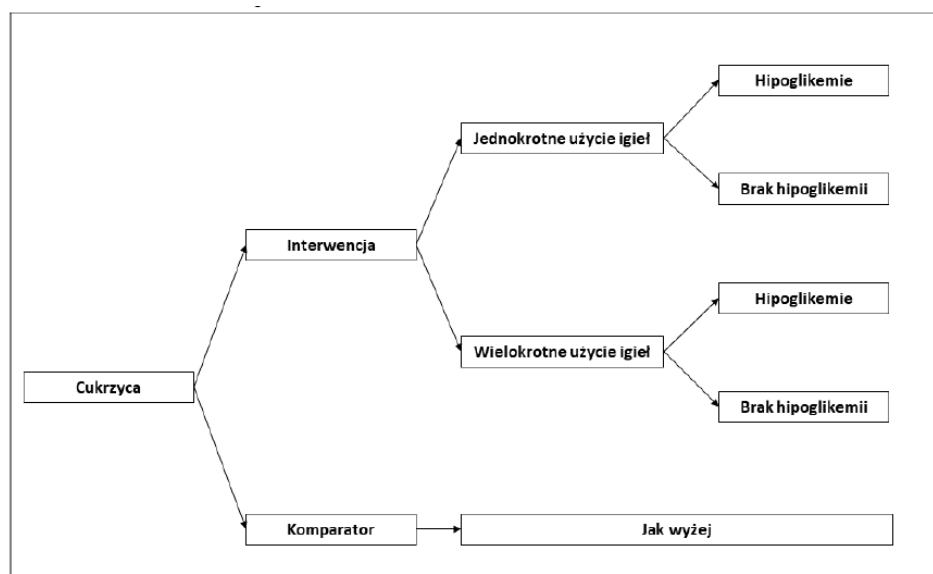 Hipoglikemie
Jednokrotne użycie igieł
Brak hipoglikemii
Interwencja
Hipoglikemie
Wielokrotne użycie igieł
Cukrzyca
Brak hipoglikemii
Komparator
Jak wyżej